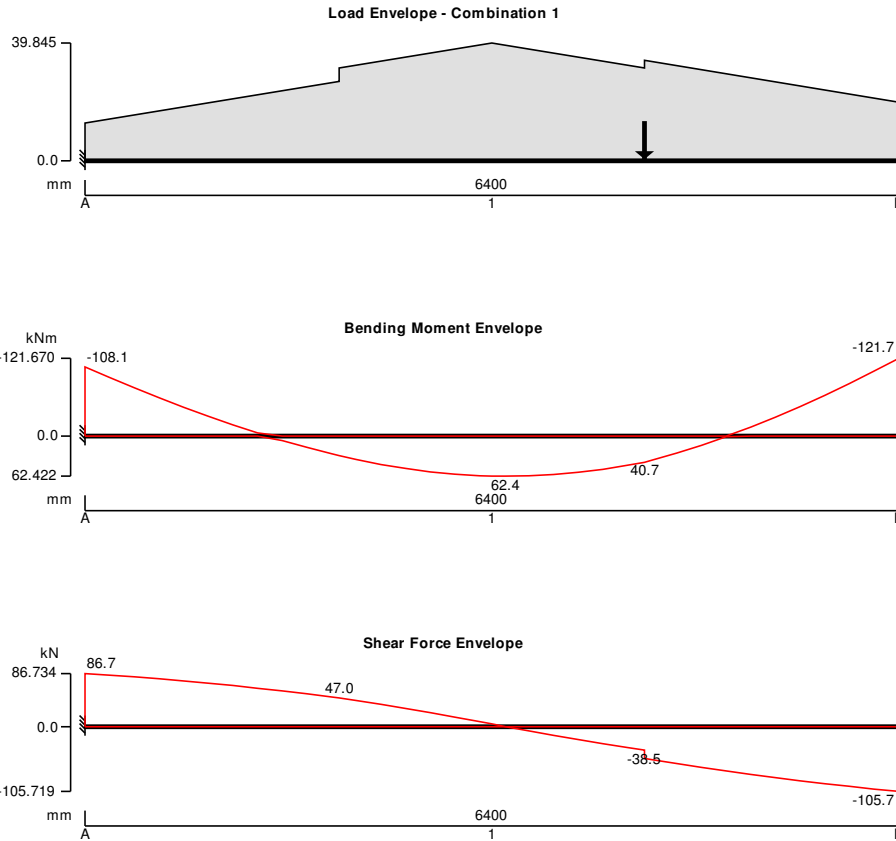 Load Envelope - Combination 1
39.845
0.0
mm
6400
A
1
Bending Moment Envelope
kNm
-121.670
-108.1
-121.7
0.0
62.422
40.7
62.4
mm
6400
A
1
Shear Force Envelope
kN
86.734
86.7
47.0
0.0
-38.5
-105.719
-105.7
mm
6400
A
1